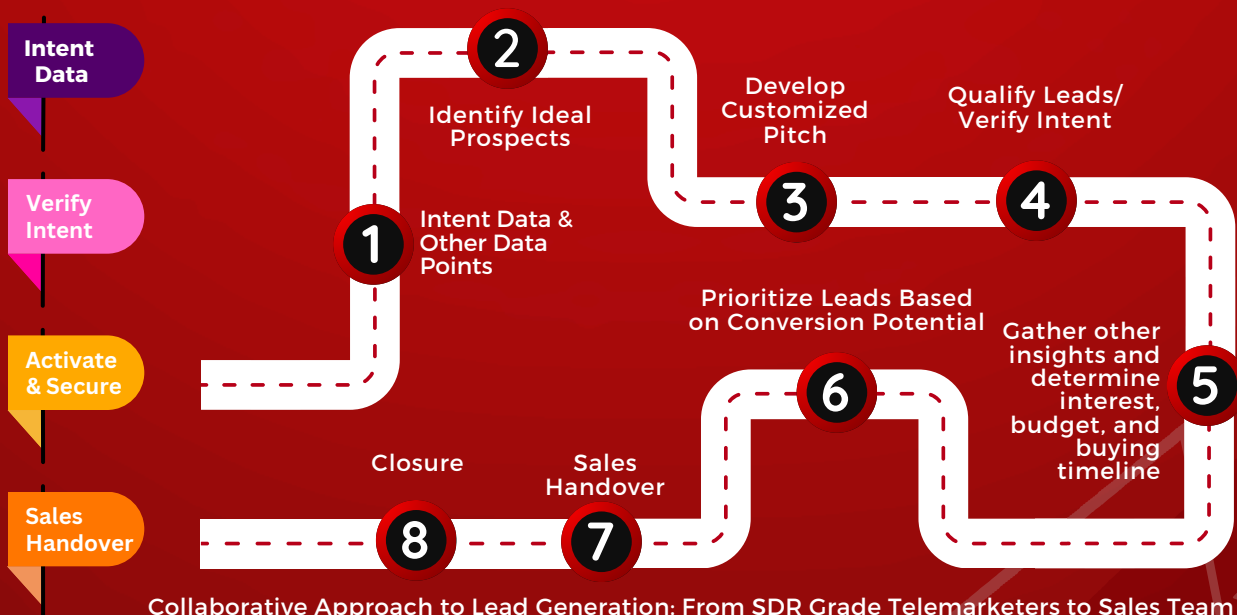 Intent
Data
Verify
Intent
Activate
& Secure
Sales
Handover
1
Intent Data &
Other Data
Points
2
Identify Ideal
Prospects
3
Develop
Customized
Pitch
4
Qualify Leads/
Verify Intent
5
Gather other
insights and
determine
interest,
budget, and
buying
timeline
6
Prioritize Leads Based
on Conversion Potential
7
Sales
Handover
8
Closure
Collaborative Approach to Lead Generation: From SDR Grade Telemarketers to Sales Team